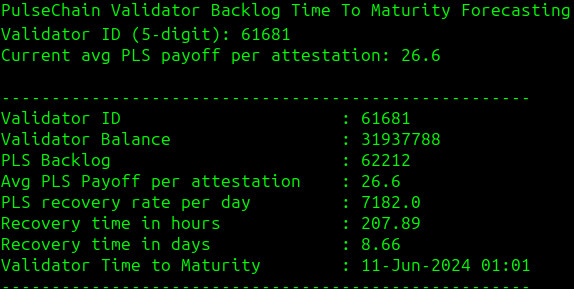 PulseChain Validator Backlog Time To Maturity Forecasting
Validator ID (5-digit): 61681
Current avg PLS payoff per attestation: 26.6
-----------------------------------------------------
Validator ID : 61681
Validator Balance : 31937788
PLS Backlog : 62212
Avg PLS Payoff per attestation : 26.6
PLS recovery rate per day : 7182.0
Recovery time in hours : 207.89
Recovery time in days : 8.66
Validator Time to Maturity : 11-Jun-2024 01:01
-----------------------------------------------------